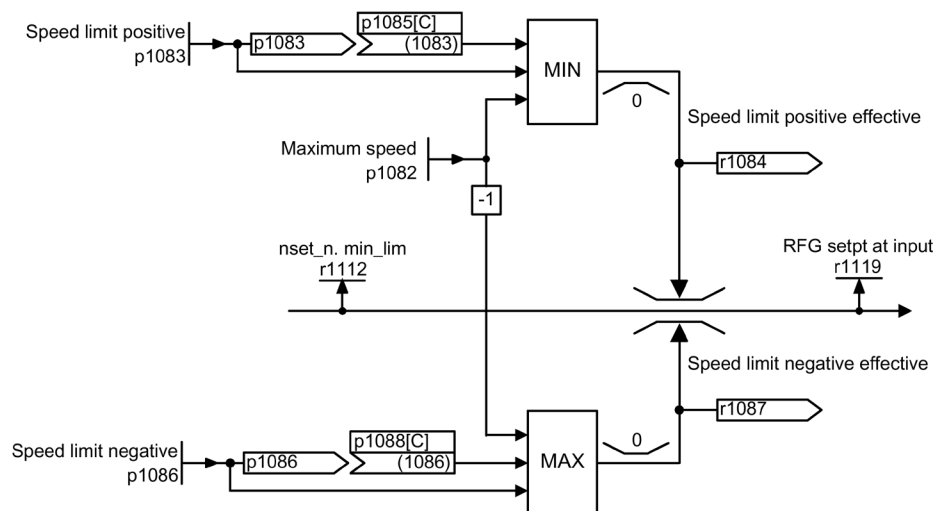 Speed limit positive
p1083
p1083
p1085[C]
(1083)
MIN
0
Speed limit positive effective
Maximum speed
p1082
r1084
-1
nset_n. min_lim
r1112
RFG setpt at input
r1119
Speed limit negative effective
r1087
Speed limit negative
p1086
p1086
p1088[C]
(1086)
MAX
0